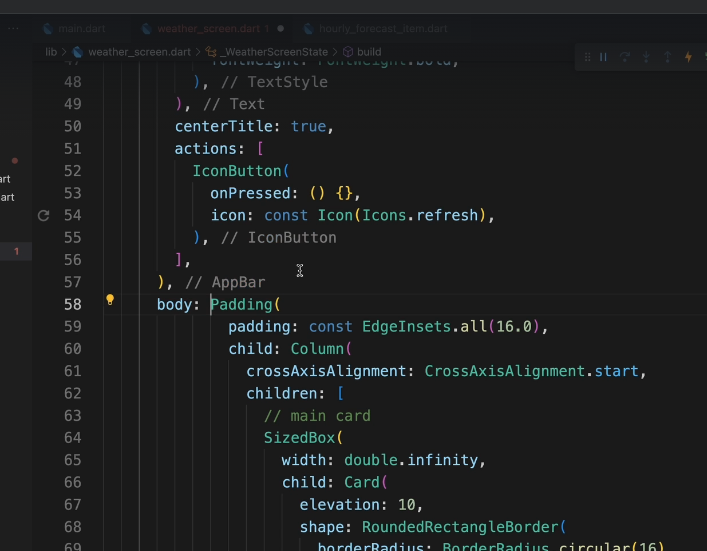 main.dart
weather_screen.dart 1
hourly_forecast_item.dart
lib > weather_screen.dart > _WeatherScreenState > build
47 fontWeight: FontWeight.bold,
48 ), // TextStyle
49 ), // Text
50 centerTitle: true,
51 actions: [
52 IconButton(
53 onPressed: () {},
54 icon: const Icon(Icons.refresh),
55 ), // IconButton
56 ],
57 ), // AppBar
58 body: Padding(
59 padding: const EdgeInsets.all(16.0),
60 child: Column(
61 crossAxisAlignment: CrossAxisAlignment.start,
62 children: [
63 // main card
64 SizedBox(
65 width: double.infinity,
66 child: Card(
67 elevation: 10,
68 shape: RoundedRectangleBorder(
69 borderRadius: BorderRadius.circular(16)
art
art
1